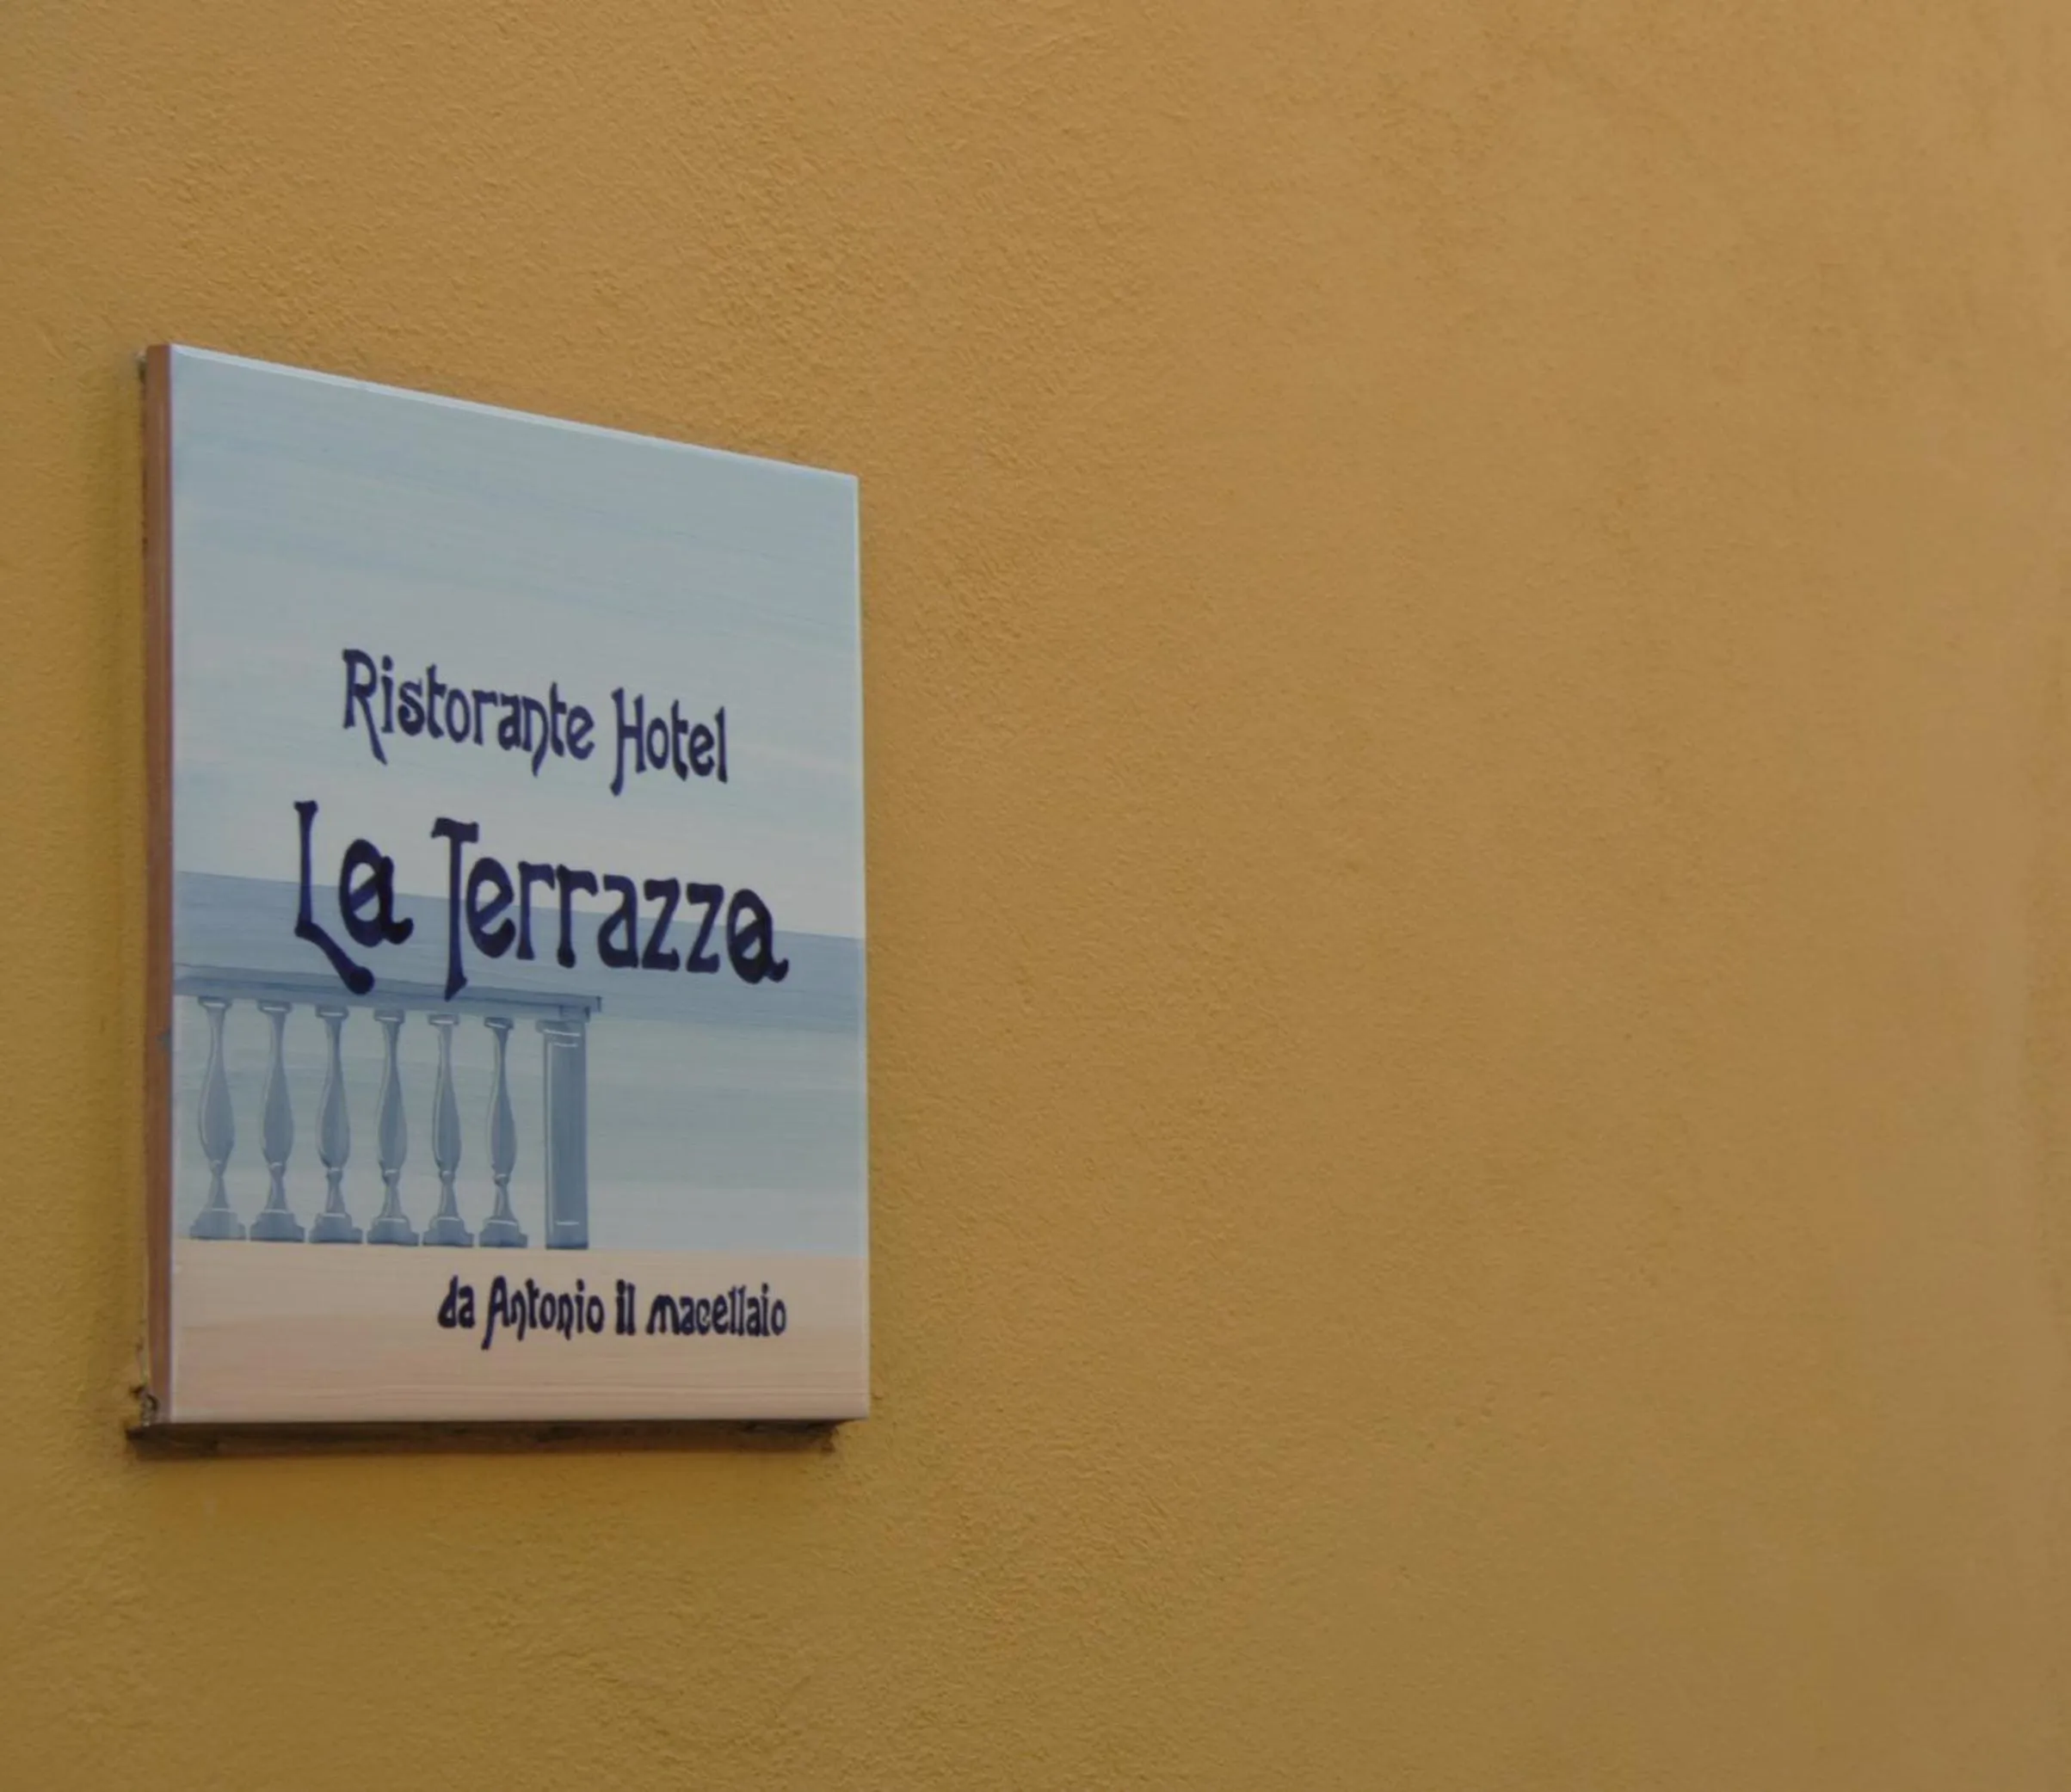 Ristorante Hotel
La Terrazza
da Antonio il macellaio